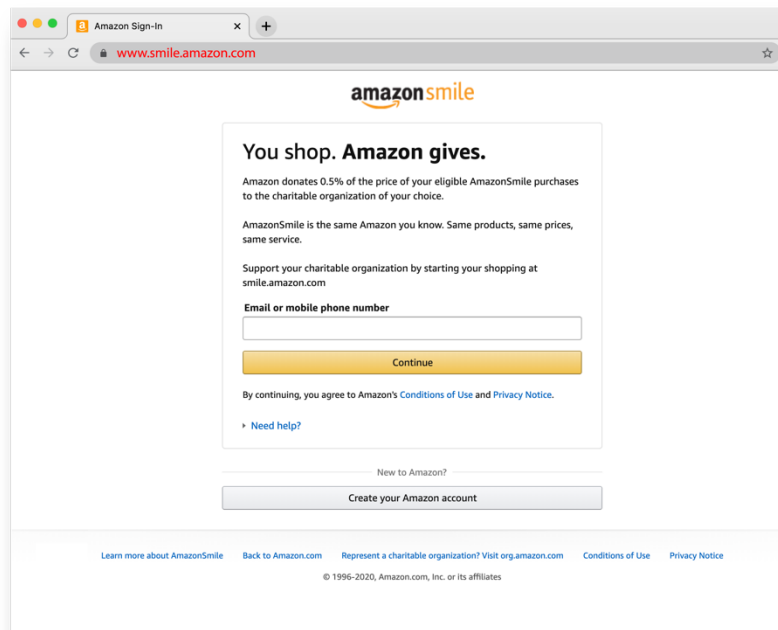 Amazon Sign-In
www.smile.amazon.com
amazonsmile
You shop. Amazon gives.
Amazon donates 0.5% of the price of your eligible AmazonSmile purchases
to the charitable organization of your choice.
AmazonSmile is the same Amazon you know. Same products, same prices,
same service.
Support your charitable organization by starting your shopping at
smile.amazon.com
Email or mobile phone number
Continue
By continuing, you agree to Amazon's Conditions of Use and Privacy Notice.
Need help?
New to Amazon?
Create your Amazon account
Learn more about AmazonSmile Back to Amazon.com Represent a charitable organization? Visit org.amazon.com Conditions of Use Privacy Notice
© 1996-2020, Amazon.com, Inc. or its affiliates